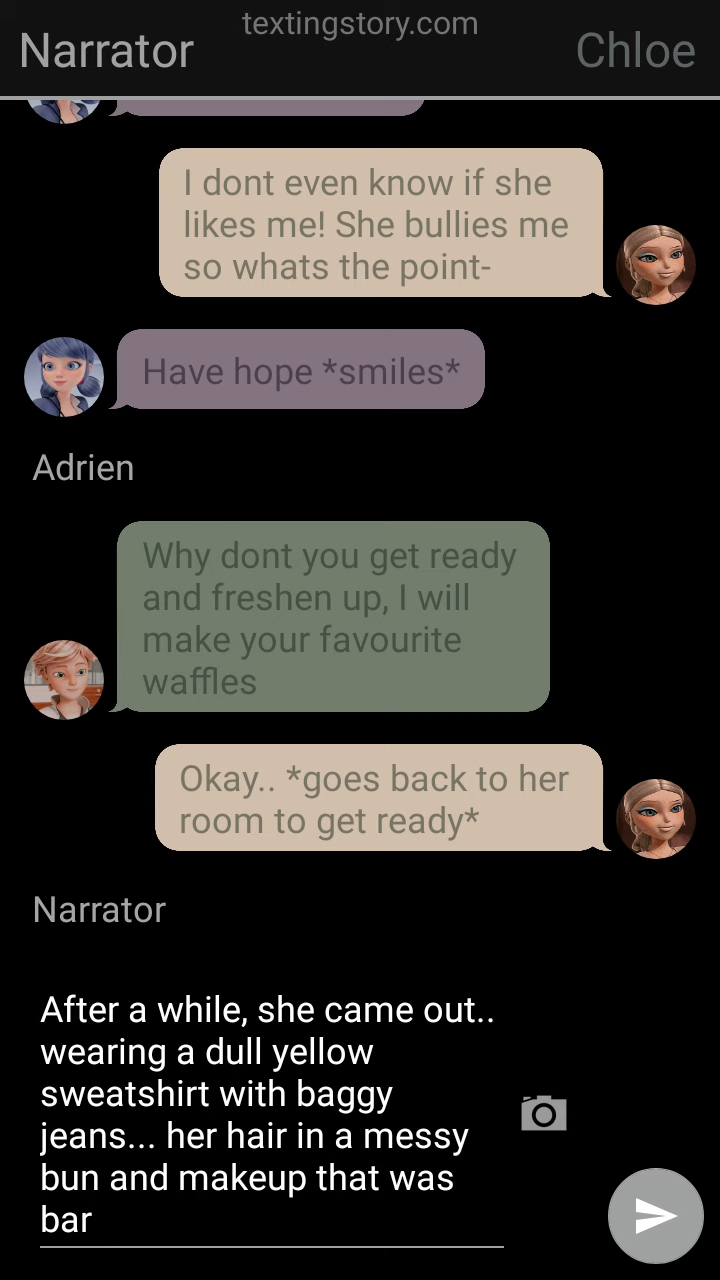 textingstory.com
Narrator
Chloe
I dont even know if she
likes me! She bullies me
so whats the point-
Have hope *smiles*
Adrien
Why dont you get ready
and freshen up, I will
make your favourite
waffles
Okay.. *goes back to her
room to get ready*
Narrator
After a while, she came out..
wearing a dull yellow
sweatshirt with baggy
jeans... her hair in a messy
bun and makeup that was
bar